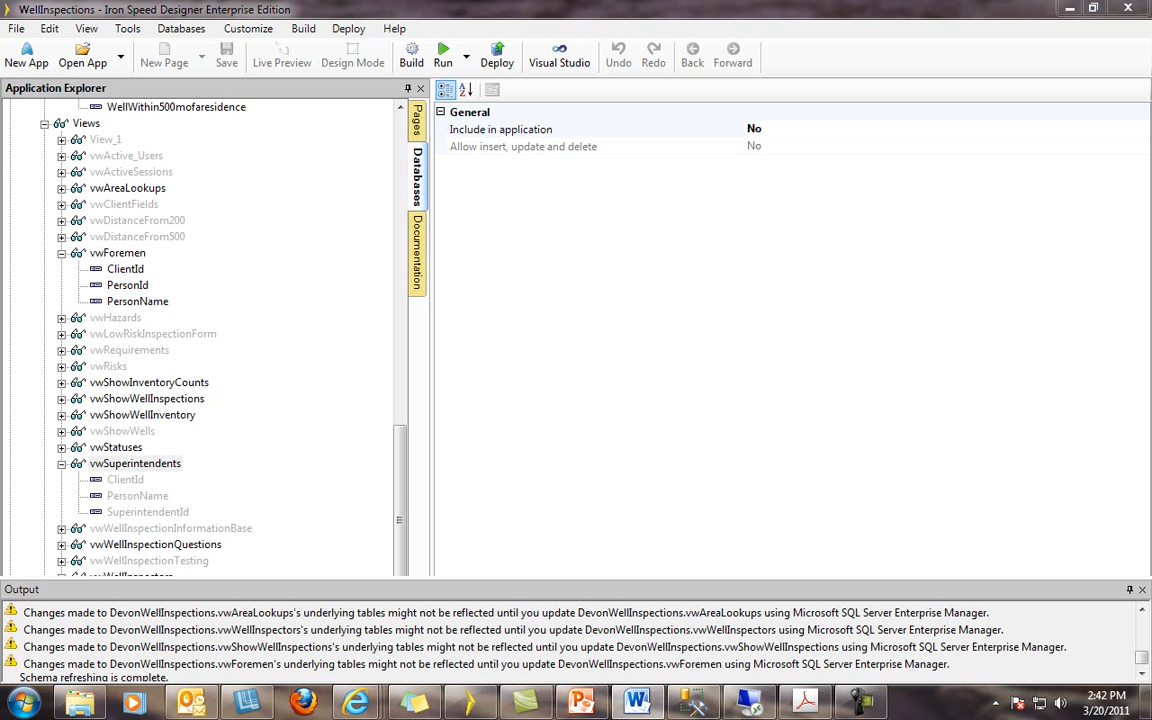 WellInspections - Iron Speed Designer Enterprise Edition
File Edit View Tools Databases Customize Build Deploy Help
New App Open App New Page Save Live Preview Design Mode Build Run Deploy Visual Studio Undo Redo Back Forward
Application Explorer
WellWithin500mofaresidence
Views
View_1
vwActive_Users
vwActiveSessions
vwAreaLookups
vwClientFields
vwDistanceFrom200
vwDistanceFrom500
vwForemen
ClientId
PersonId
PersonName
vwHazards
vwLowRiskInspectionForm
vwRequirements
vwRisks
vwShowInventoryCounts
vwShowWellInspections
vwShowWellInventory
vwShowWells
vwStatuses
vwSuperintendents
ClientId
PersonName
SuperintendentId
vwWellInspectionInformationBase
vwWellInspectionQuestions
vwWellInspectionTesting
vwWellInspectors
Pages
Databases
Documentation
General
Include in application No
Allow insert, update and delete No
Output
Changes made to DevonWellInspections.vwAreaLookups's underlying tables might not be reflected until you update DevonWellInspections.vwAreaLookups using Microsoft SQL Server Enterprise Manager.
Changes made to DevonWellInspections.vwWellInspectors's underlying tables might not be reflected until you update DevonWellInspections.vwWellInspectors using Microsoft SQL Server Enterprise Manager.
Changes made to DevonWellInspections.vwShowWellInspections's underlying tables might not be reflected until you update DevonWellInspections.vwShowWellInspections using Microsoft SQL Server Enterprise Manager.
Changes made to DevonWellInspections.vwForemen's underlying tables might not be reflected until you update DevonWellInspections.vwForemen using Microsoft SQL Server Enterprise Manager.
Schema refreshing is complete.
2:42 PM
3/20/2011